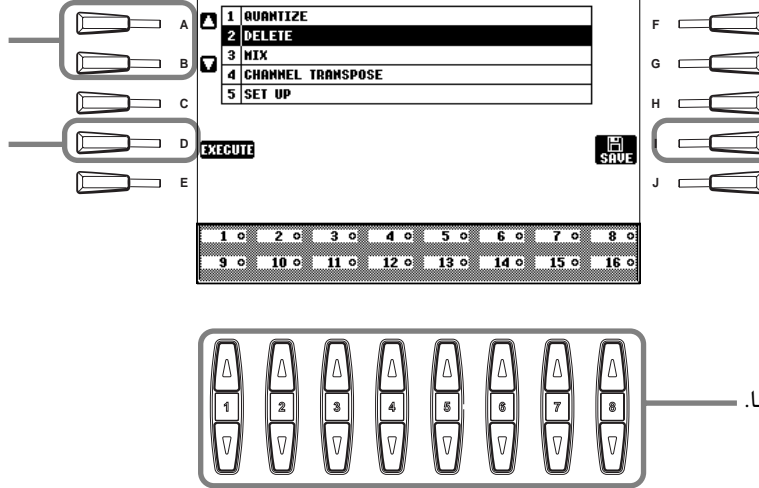 A
B
C
D
E
1 QUANTIZE
2 DELETE
3 MIX
4 CHANNEL TRANSPOSE
5 SET UP
EXECUTE
SAVE
F
G
H
I
J
1 2 3 4 5 6 7 8
9 10 11 12 13 14 15 16
1 2 3 4 5 6 7 8